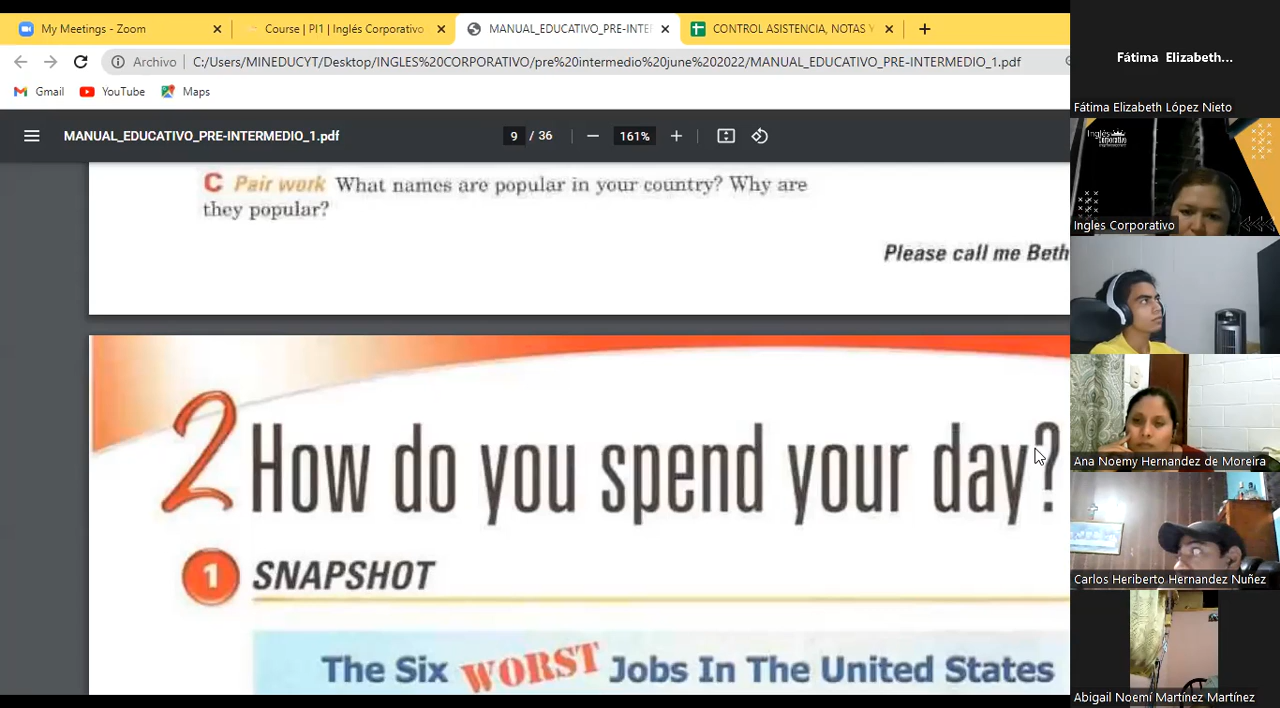 My Meetings - Zoom
Course | PI1 | Inglés Corporativo
MANUAL_EDUCATIVO_PRE-INTE
CONTROL ASISTENCIA, NOTAS Y
Archivo
C:/Users/MINEDUCYT/Desktop/INGLES%20CORPORATIVO/pre%20intermedio%20june%202022/MANUAL_EDUCATIVO_PRE-INTERMEDIO_1.pdf
Gmail
YouTube
Maps
MANUAL_EDUCATIVO_PRE-INTERMEDIO_1.pdf
9 / 36
161%
C Pair work What names are popular in your country? Why are
they popular?
Please call me Beth
2 How do you spend your day?
1 SNAPSHOT
The Six WORST Jobs In The United States
Fátima Elizabeth...
Fátima Elizabeth López Nieto
Inglés
Corporativo
Ingles Corporativo
Ana Noemy Hernandez de Moreira
Carlos Heriberto Hernandez Nuñez
Abigail Noemí Martínez Martínez